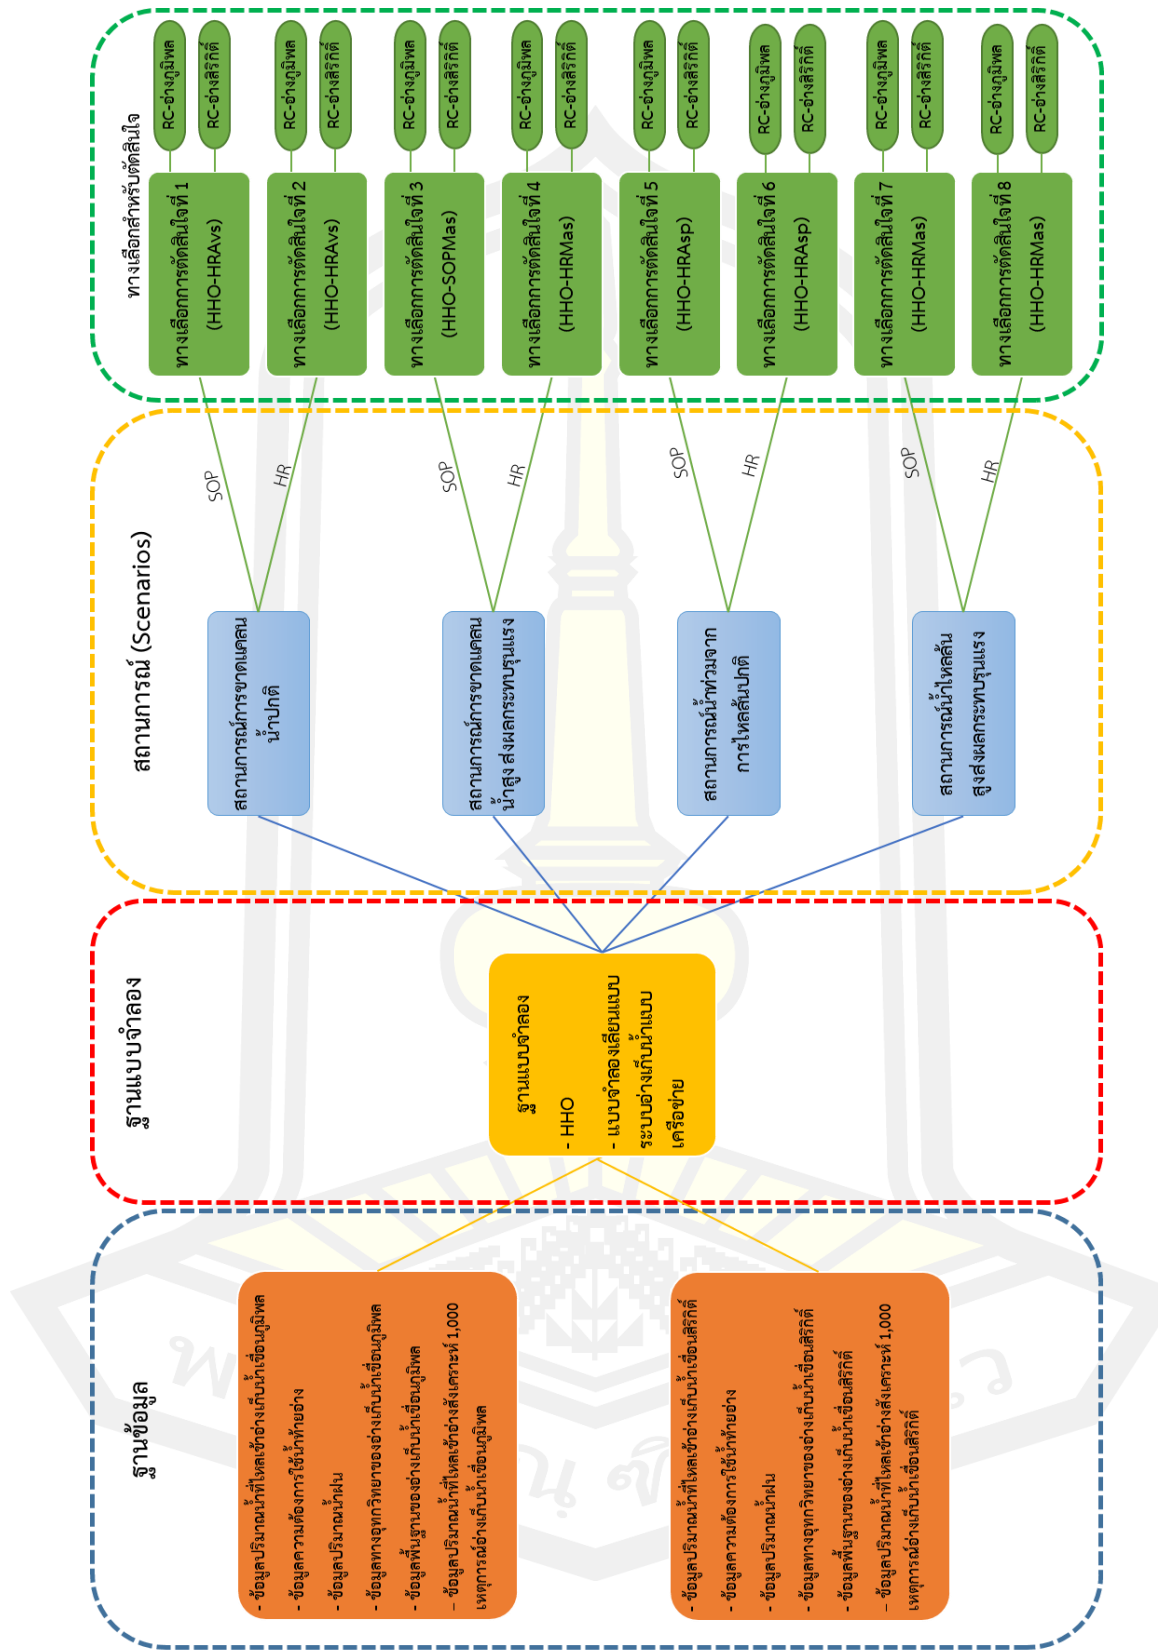 ฐานข้อมูล
- ข้อมูลปริมาณน้ำที่ไหลเข้าอ่างเก็บน้ำเขื่อนภูมิพล
- ข้อมูลความต้องการใช้น้ำท้ายอ่าง
- ข้อมูลปริมาณน้ำฝน
- ข้อมูลทางอุทกวิทยาของอ่างเก็บน้ำเขื่อนภูมิพล
- ข้อมูลพื้นฐานของอ่างเก็บน้ำเขื่อนภูมิพล
– ข้อมูลปริมาณน้ำที่ไหลเข้าอ่างสังเคราะห์ 1,000
เหตุการณ์อ่างเก็บน้ำเขื่อนภูมิพล
- ข้อมูลปริมาณน้ำที่ไหลเข้าอ่างเก็บน้ำเขื่อนสิริกิติ์
- ข้อมูลความต้องการใช้น้ำท้ายอ่าง
- ข้อมูลปริมาณน้ำฝน
- ข้อมูลทางอุทกวิทยาของอ่างเก็บน้ำเขื่อนสิริกิติ์
- ข้อมูลพื้นฐานของอ่างเก็บน้ำเขื่อนสิริกิติ์
– ข้อมูลปริมาณน้ำที่ไหลเข้าอ่างสังเคราะห์ 1,000
เหตุการณ์อ่างเก็บน้ำเขื่อนสิริกิติ์
ฐานแบบจำลอง
ฐานแบบจำลอง
- HHO
- แบบจำลองเลียนแบบ
ระบบอ่างเก็บน้ำแบบ
เครือข่าย
สถานการณ์ (Scenarios)
สถานการณ์การขาดแคลน
น้ำปกติ
SOP
HR
สถานการณ์การขาดแคลน
น้ำสูง ส่งผลกระทบรุนแรง
SOP
HR
สถานการณ์น้ำท่วมจาก
การไหลล้นปกติ
SOP
HR
สถานการณ์น้ำไหลล้น
สูงส่งผลกระทบรุนแรง
SOP
HR
ทางเลือกสำหรับตัดสินใจ
ทางเลือกการตัดสินใจที่ 1
(HHO-HRAvs)
RC-อ่างภูมิพล
RC-อ่างสิริกิติ์
ทางเลือกการตัดสินใจที่ 2
(HHO-HRAvs)
RC-อ่างภูมิพล
RC-อ่างสิริกิติ์
ทางเลือกการตัดสินใจที่ 3
(HHO-SOPMas)
RC-อ่างภูมิพล
RC-อ่างสิริกิติ์
ทางเลือกการตัดสินใจที่ 4
(HHO-HRMas)
RC-อ่างภูมิพล
RC-อ่างสิริกิติ์
ทางเลือกการตัดสินใจที่ 5
(HHO-HRAsp)
RC-อ่างภูมิพล
RC-อ่างสิริกิติ์
ทางเลือกการตัดสินใจที่ 6
(HHO-HRAsp)
RC-อ่างภูมิพล
RC-อ่างสิริกิติ์
ทางเลือกการตัดสินใจที่ 7
(HHO-HRMas)
RC-อ่างภูมิพล
RC-อ่างสิริกิติ์
ทางเลือกการตัดสินใจที่ 8
(HHO-HRMas)
RC-อ่างภูมิพล
RC-อ่างสิริกิติ์